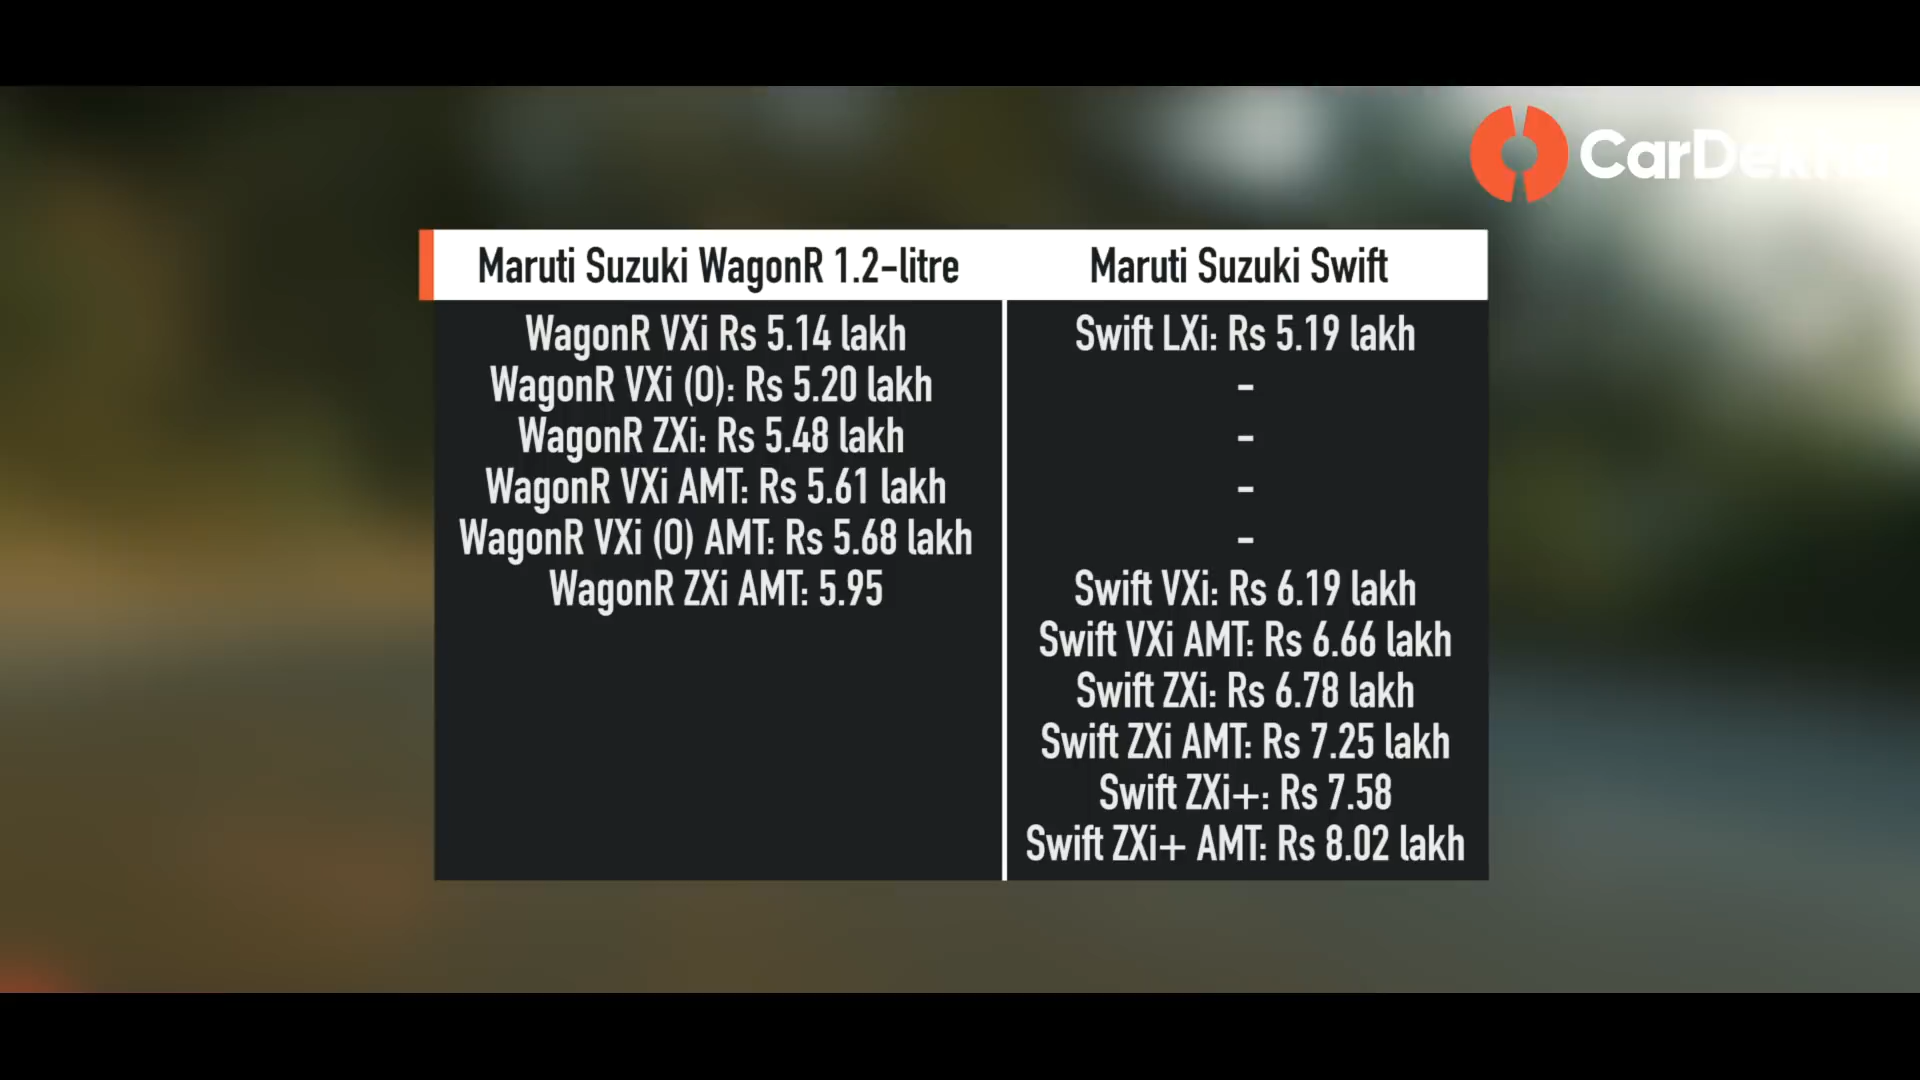 CarDekho
Maruti Suzuki WagonR 1.2-litre
Maruti Suzuki Swift
WagonR VXi Rs 5.14 lakh
Swift LXi: Rs 5.19 lakh
WagonR VXi (O): Rs 5.20 lakh
-
WagonR ZXi: Rs 5.48 lakh
-
WagonR VXi AMT: Rs 5.61 lakh
-
WagonR VXi (O) AMT: Rs 5.68 lakh
-
WagonR ZXi AMT: 5.95
Swift VXi: Rs 6.19 lakh
Swift VXi AMT: Rs 6.66 lakh
Swift ZXi: Rs 6.78 lakh
Swift ZXi AMT: Rs 7.25 lakh
Swift ZXi+: Rs 7.58
Swift ZXi+ AMT: Rs 8.02 lakh